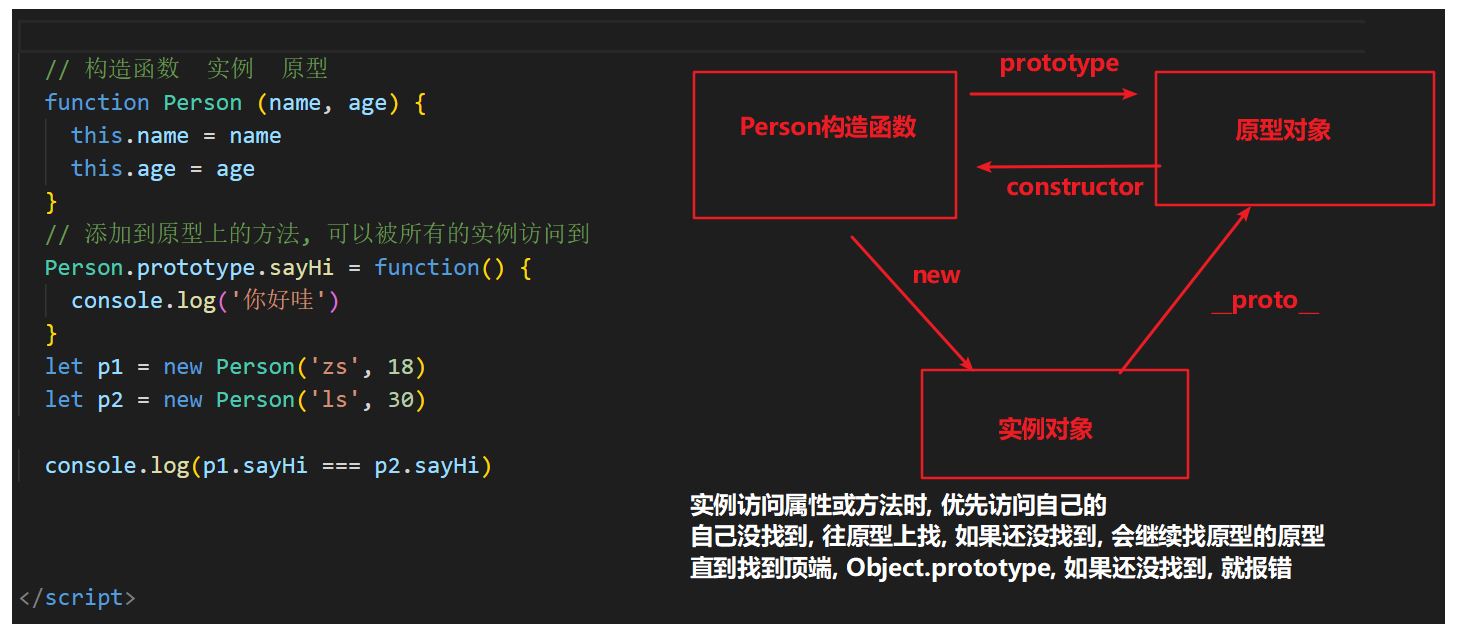 // 构造函数  实例  原型
function Person (name, age) {
  this.name = name
  this.age = age
}
// 添加到原型上的方法, 可以被所有的实例访问到
Person.prototype.sayHi = function() {
  console.log('你好哇')
}
let p1 = new Person('zs', 18)
let p2 = new Person('ls', 30)
console.log(p1.sayHi === p2.sayHi)
</script>
prototype
Person构造函数
原型对象
constructor
new
__proto__
实例对象
实例访问属性或方法时, 优先访问自己的
自己没找到, 往原型上找, 如果还没找到, 会继续找原型的原型
直到找到顶端, Object.prototype, 如果还没找到, 就报错